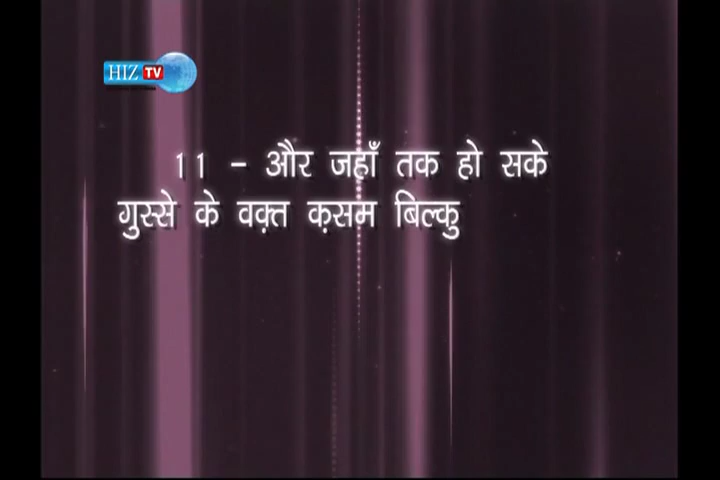 HIZ TV
11 - और जहाँ तक हो सके
गुस्से के वक़्त क़सम बिल्कु